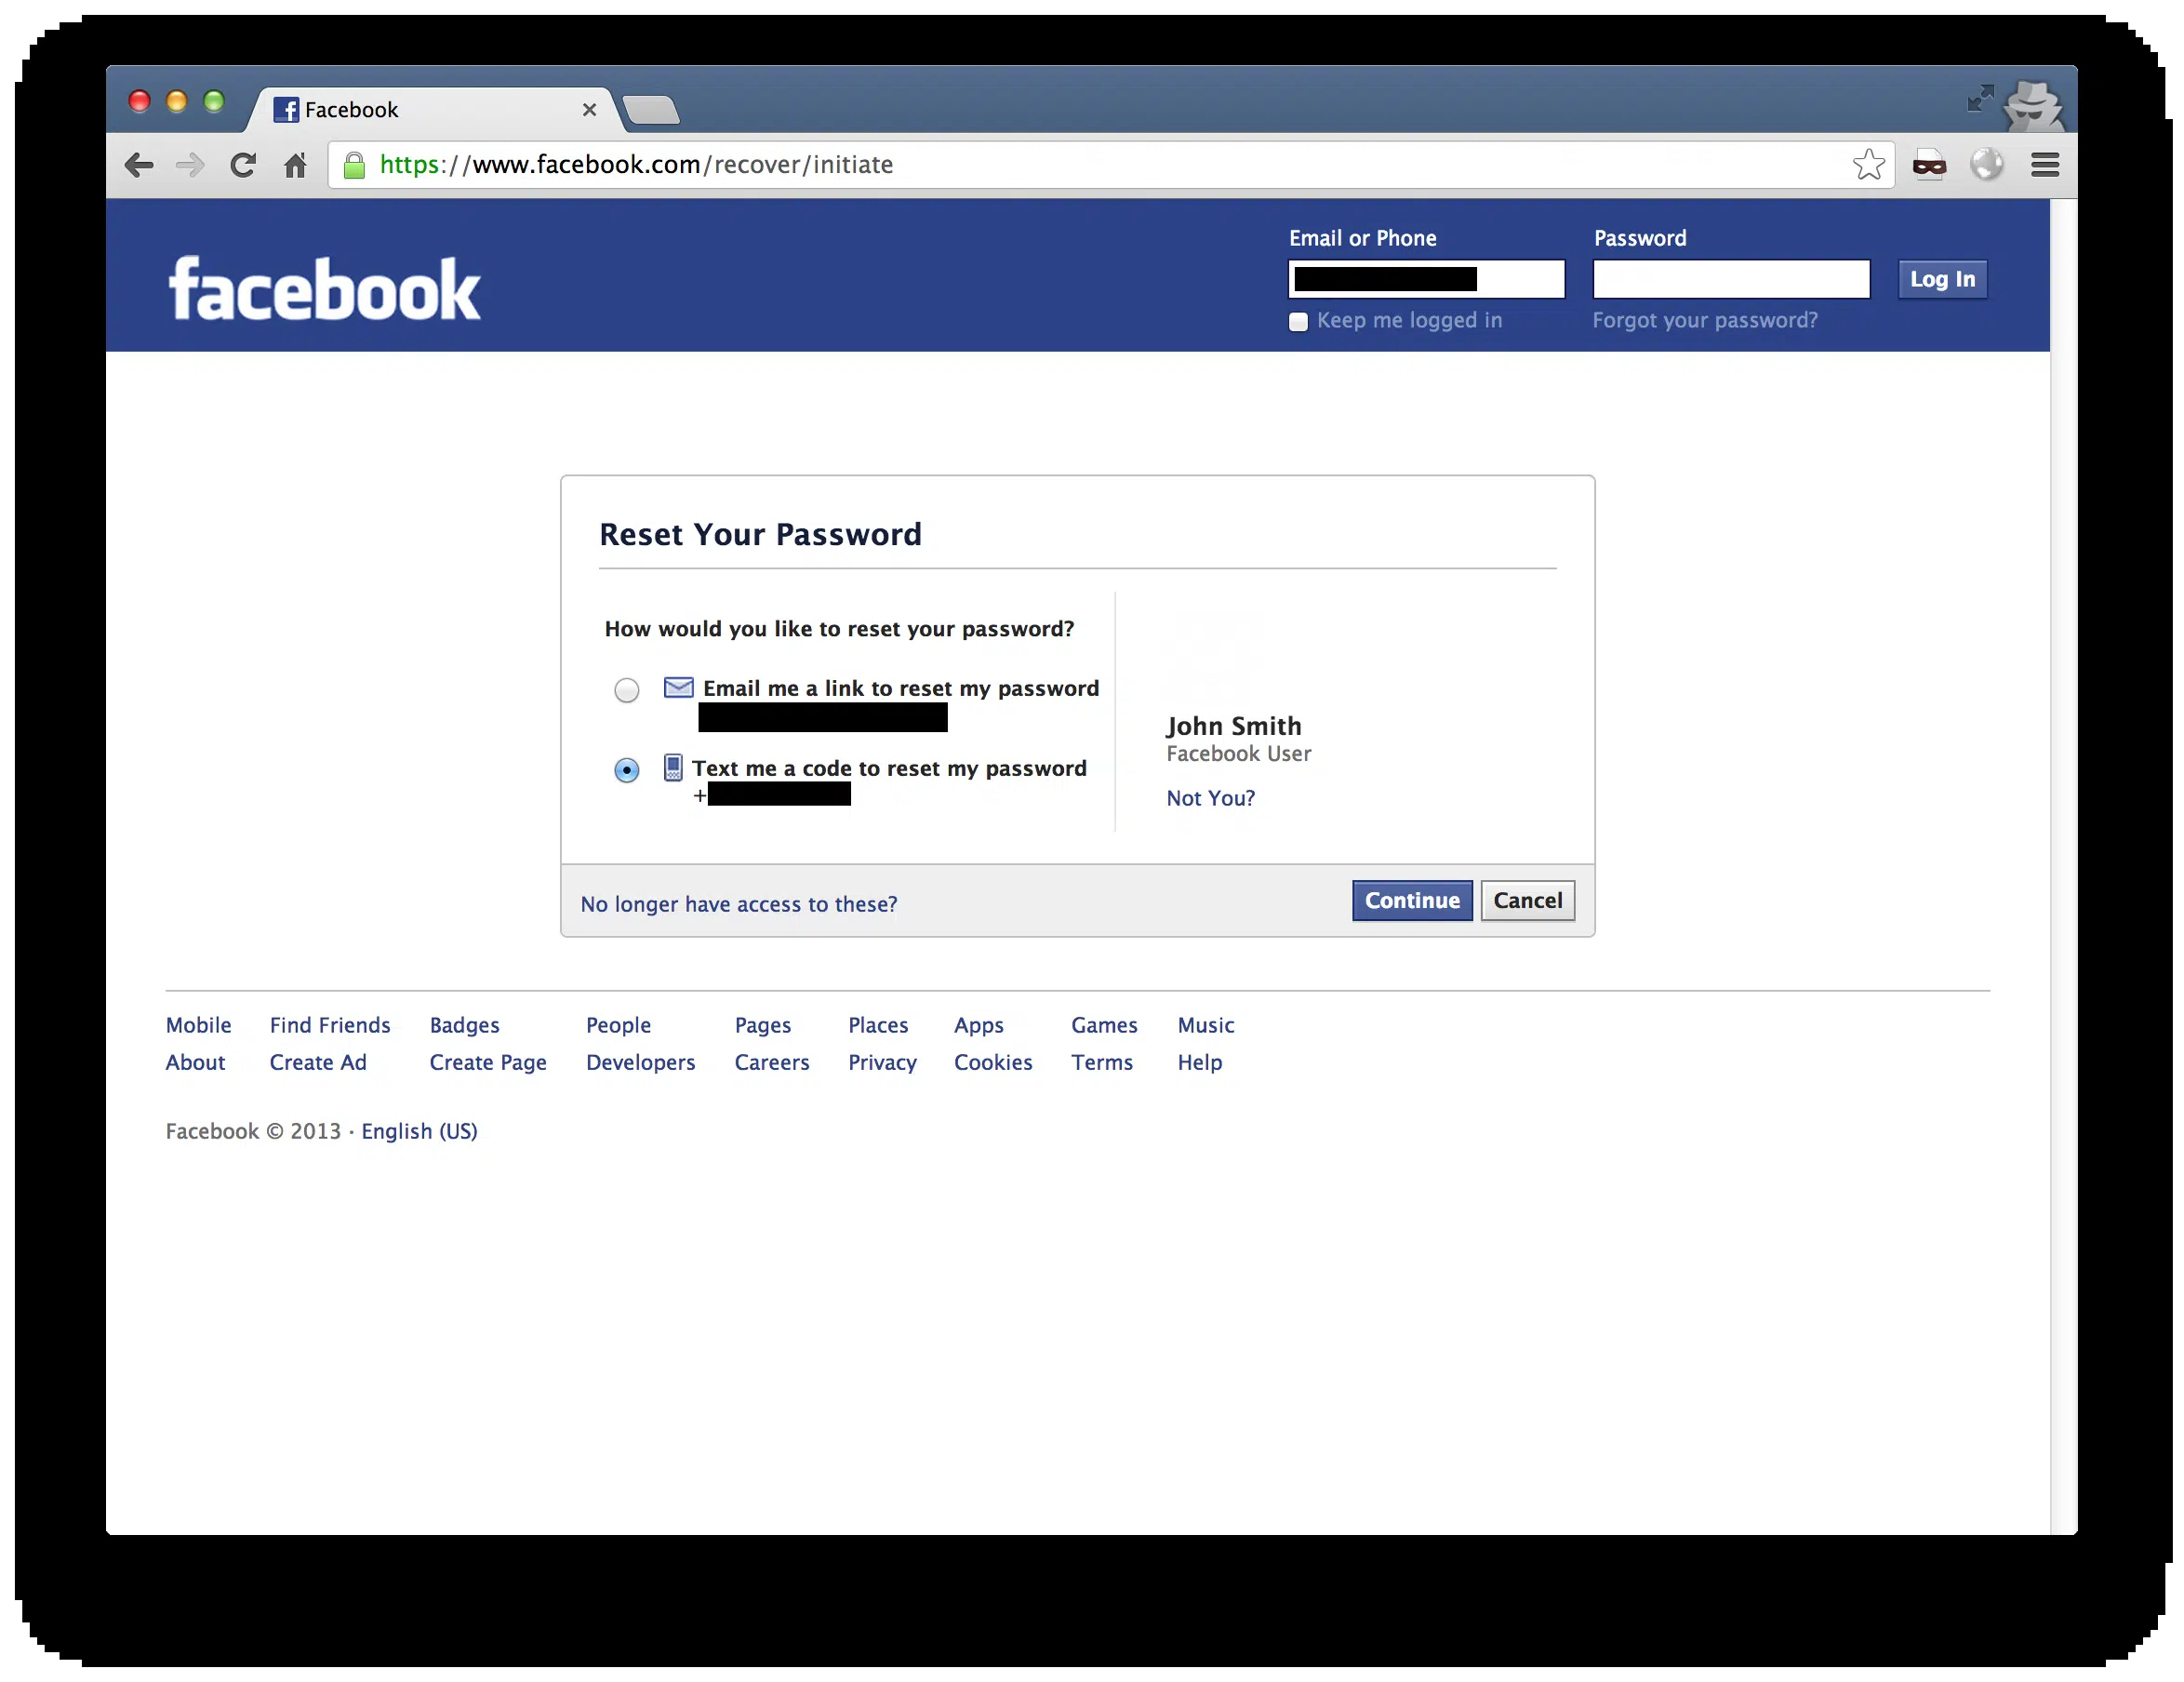 Facebook
https://www.facebook.com/recover/initiate
facebook
Email or Phone Password
Log In
Keep me logged in Forgot your password?
Reset Your Password
How would you like to reset your password?
Email me a link to reset my password
Text me a code to reset my password
+
John Smith
Facebook User
Not You?
No longer have access to these?
Continue Cancel
Mobile Find Friends Badges People Pages Places Apps Games Music
About Create Ad Create Page Developers Careers Privacy Cookies Terms Help
Facebook © 2013 · English (US)